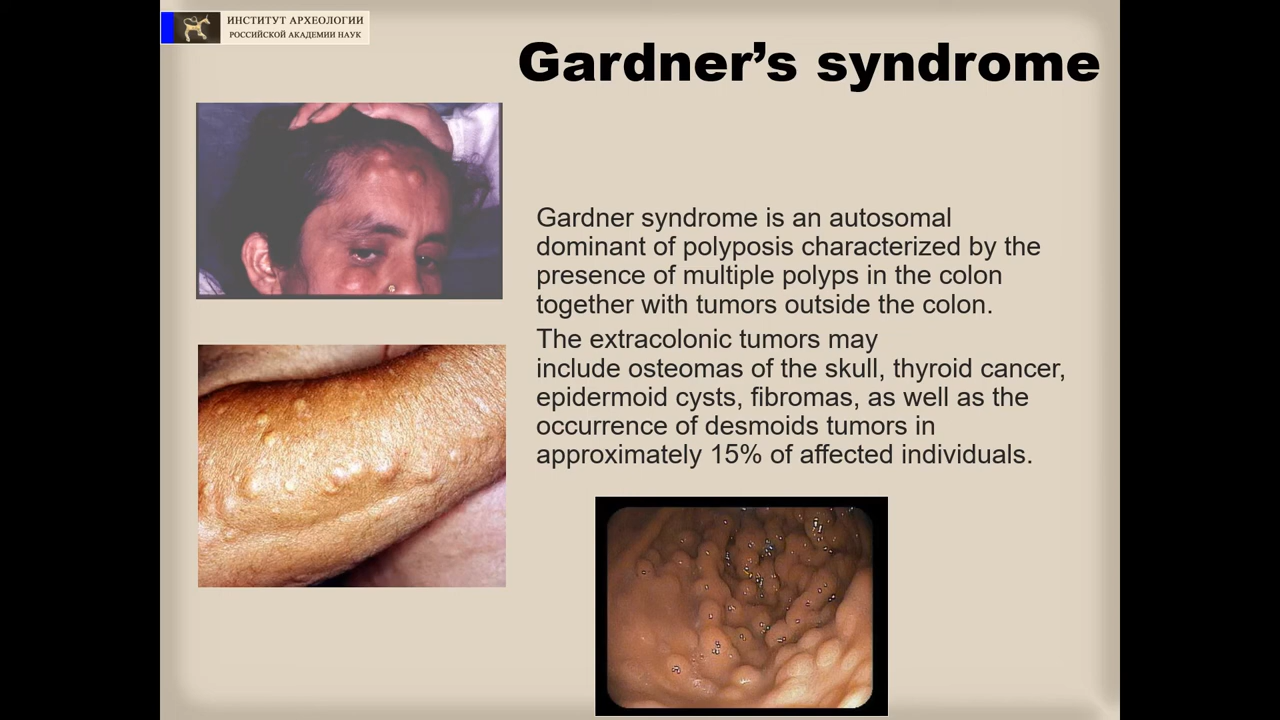 ИНСТИТУТ АРХЕОЛОГИИ
РОССИЙСКОЙ АКАДЕМИИ НАУК
Gardner’s syndrome
Gardner syndrome is an autosomal
dominant of polyposis characterized by the
presence of multiple polyps in the colon
together with tumors outside the colon.
The extracolonic tumors may
include osteomas of the skull, thyroid cancer,
epidermoid cysts, fibromas, as well as the
occurrence of desmoids tumors in
approximately 15% of affected individuals.